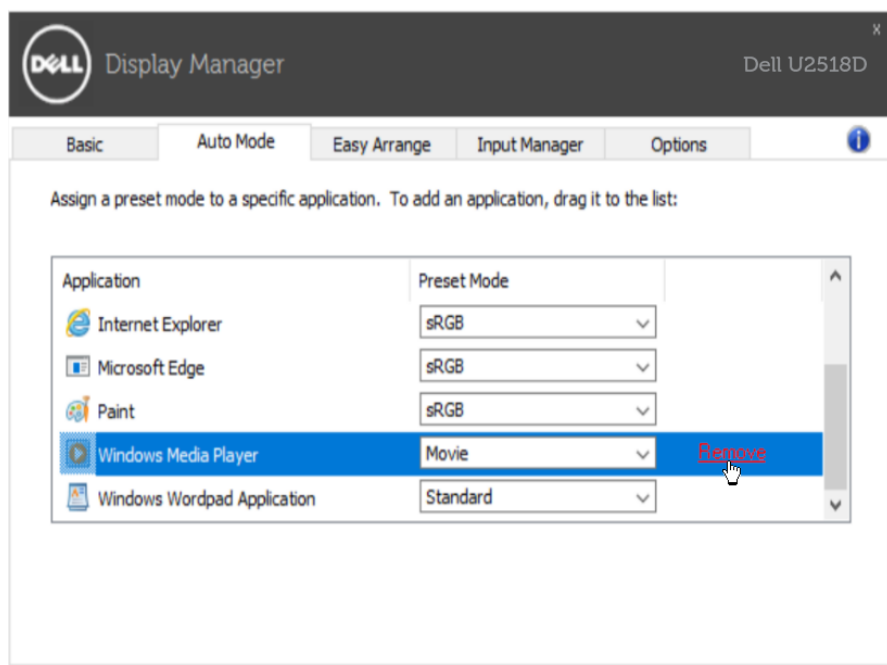 X
DELL Display Manager Dell U2518D
Basic Auto Mode Easy Arrange Input Manager Options i
Assign a preset mode to a specific application. To add an application, drag it to the list:
Application Preset Mode
Internet Explorer sRGB
Microsoft Edge sRGB
Paint sRGB
Windows Media Player Movie Remove
Windows Wordpad Application Standard